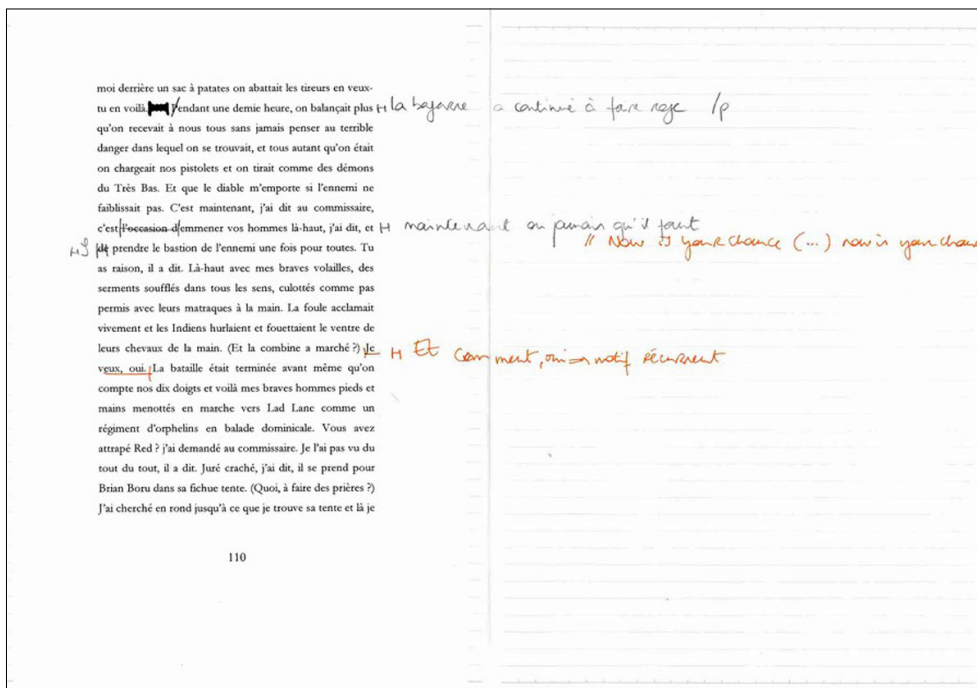 moi derrière un sac à patates on abattait les tireurs en veux-
tu en voilà. Pendant une demie heure, on balançait plus H la bagarre a continué à faire rage /p
qu'on recevait à nous tous sans jamais penser au terrible
danger dans lequel on se trouvait, et tous autant qu'on était
on chargeait nos pistolets et on tirait comme des démons
du Très Bas. Et que le diable m'emporte si l'ennemi ne
faiblissait pas. C'est maintenant, j'ai dit au commissaire,
c'est l'occasion d'emmener vos hommes là-haut, j'ai dit, et H maintenant ou jamais qu'il faut
prendre le bastion de l'ennemi une fois pour toutes. Tu // Now is your chance (...) now is your chan
as raison, il a dit. Là-haut avec mes braves volailles, des
serments soufflés dans tous les sens, culottés comme pas
permis avec leurs matraques à la main. La foule acclamait
vivement et les Indiens hurlaient et fouettaient le ventre de
leurs chevaux de la main. (Et la combine a marché ?) Je H Et comment, oui => motif récurrent
veux, oui. La bataille était terminée avant même qu'on
compte nos dix doigts et voilà mes braves hommes pieds et
mains menottés en marche vers Lad Lane comme un
régiment d'orphelins en balade dominicale. Vous avez
attrapé Red ? j'ai demandé au commissaire. Je l'ai pas vu du
tout du tout, il a dit. Juré craché, j'ai dit, il se prend pour
Brian Boru dans sa fichue tente. (Quoi, à faire des prières ?)
J'ai cherché en rond jusqu'à ce que je trouve sa tente et là je
110